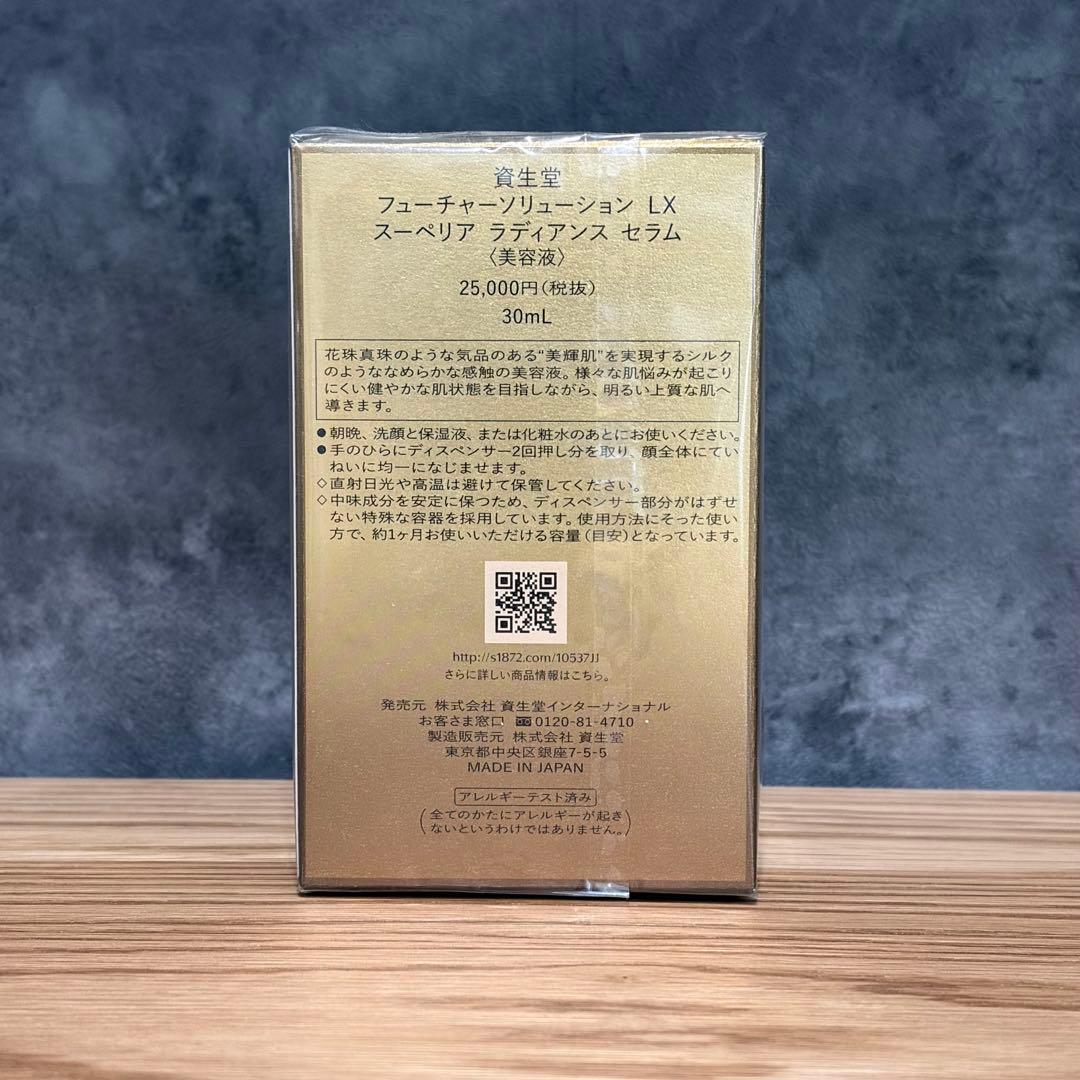 資生堂
フューチャーソリューション LX
スーペリア ラディアンス セラム
〈美容液〉
25,000円（税抜）
30mL
花珠真珠のような気品のある“美輝肌”を実現するシルク
のようななめらかな感触の美容液。様々な肌悩みが起こり
にくい健やかな肌状態を目指しながら、明るい上質な肌へ
導きます。
●朝晩、洗顔と保湿液、または化粧水のあとにお使いください。
●手のひらにディスペンサー2回押し分を取り、顔全体にてい
ねいに均一になじませます。
◇直射日光や高温は避けて保管してください。
◇中味成分を安定に保つため、ディスペンサー部分がはずせ
ない特殊な容器を採用しています。使用方法にそった使い
方で、約1ヶ月お使いいただける容量（目安）となっています。
http://s1872.com/10537JJ
さらに詳しい商品情報はこちら。
発売元 株式会社 資生堂インターナショナル
お客さま窓口 0120-81-4710
製造販売元 株式会社 資生堂
東京都中央区銀座7-5-5
MADE IN JAPAN
アレルギーテスト済み
（全てのかたにアレルギーが起き
ないというわけではありません。）